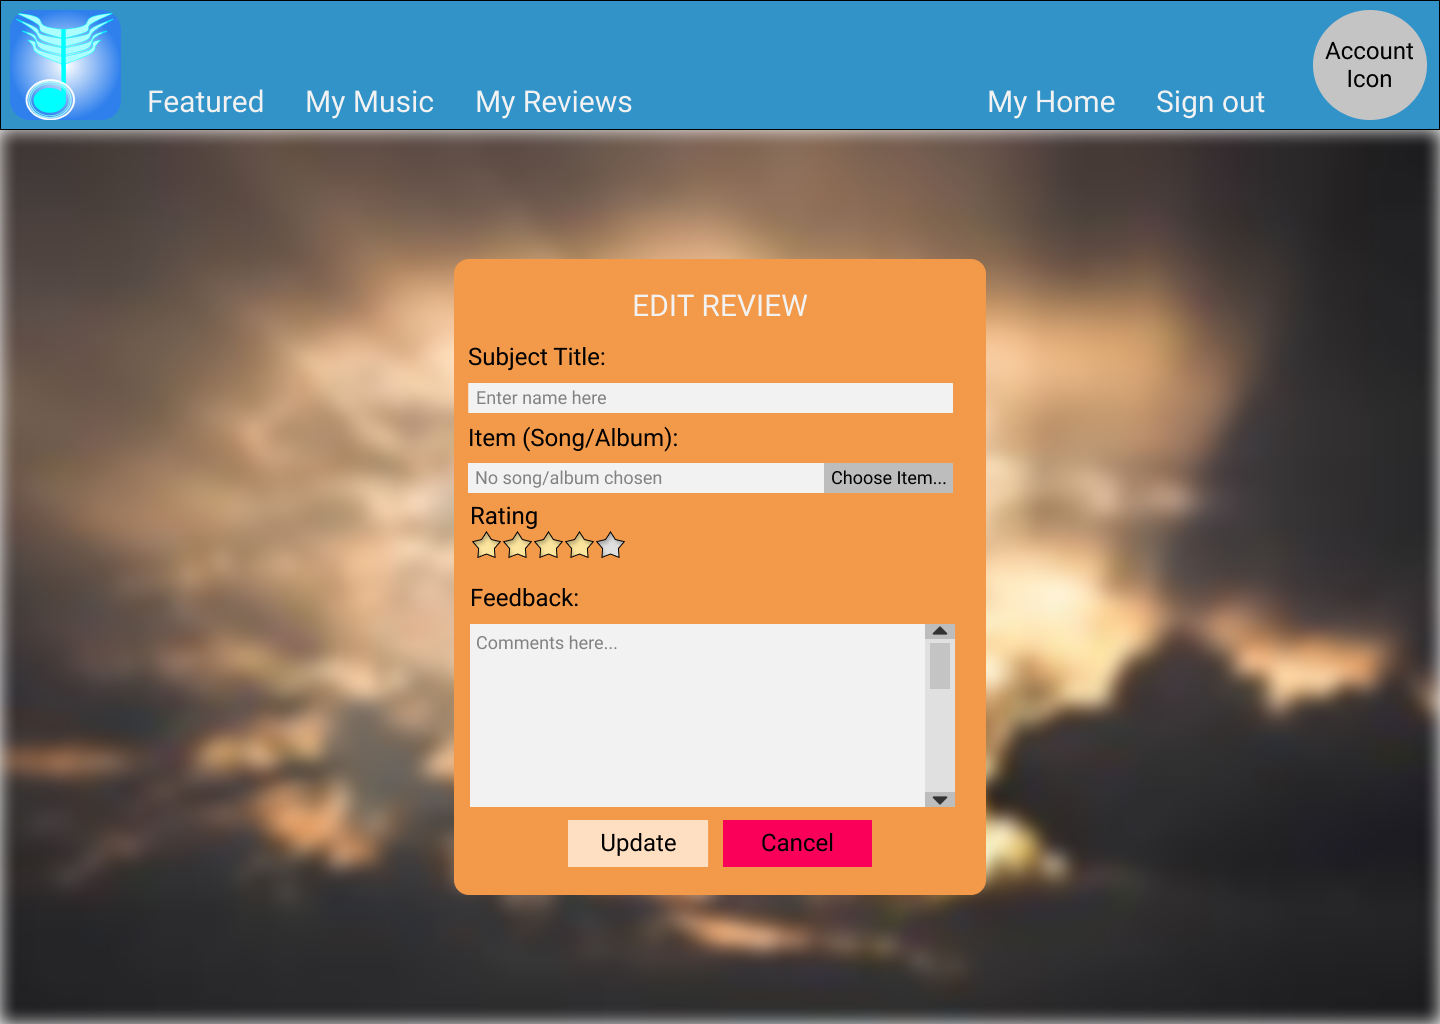 Featured
My Music
My Reviews
My Home
Sign out
Account
Icon
EDIT REVIEW
Subject Title:
Enter name here
Item (Song/Album):
No song/album chosen
Choose Item...
Rating
Feedback:
Comments here...
Update
Cancel